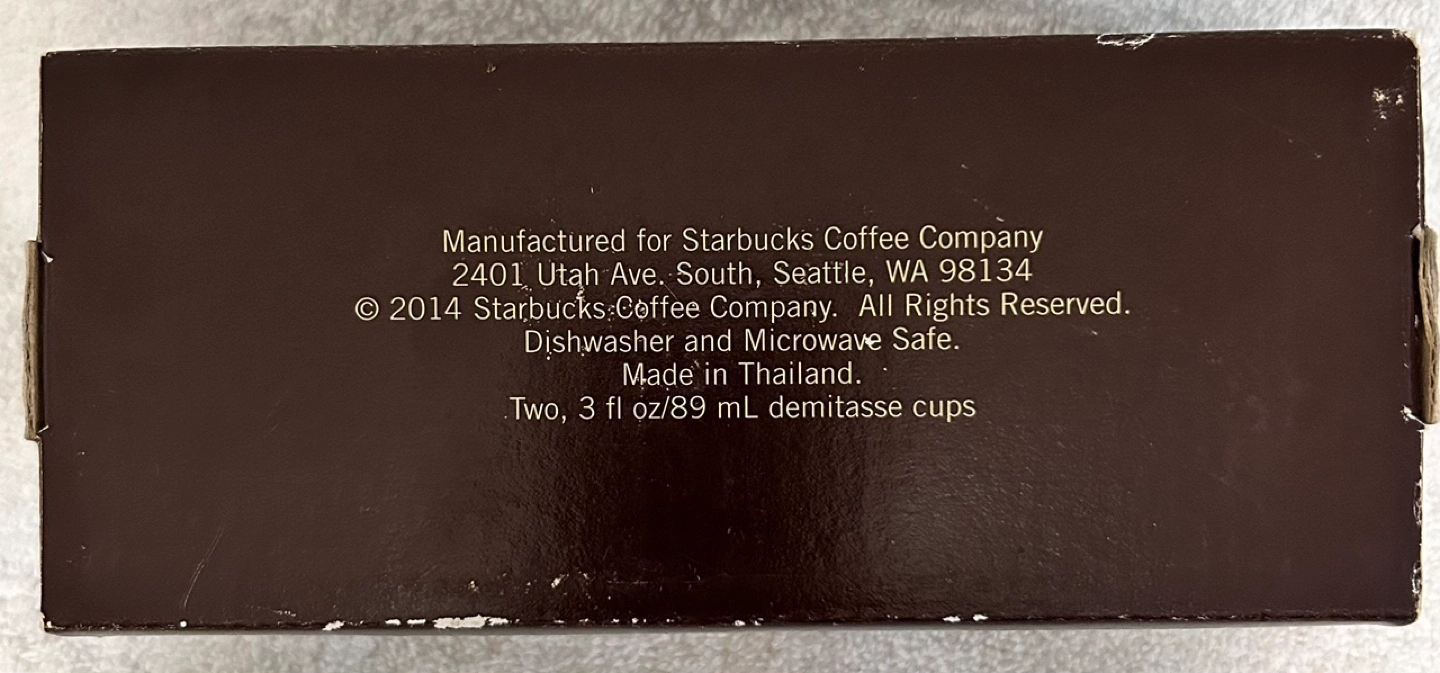 Manufactured for Starbucks Coffee Company
2401 Utah Ave. South, Seattle, WA 98134
© 2014 Starbucks Coffee Company. All Rights Reserved.
Dishwasher and Microwave Safe.
Made in Thailand.
Two, 3 fl oz/89 mL demitasse cups